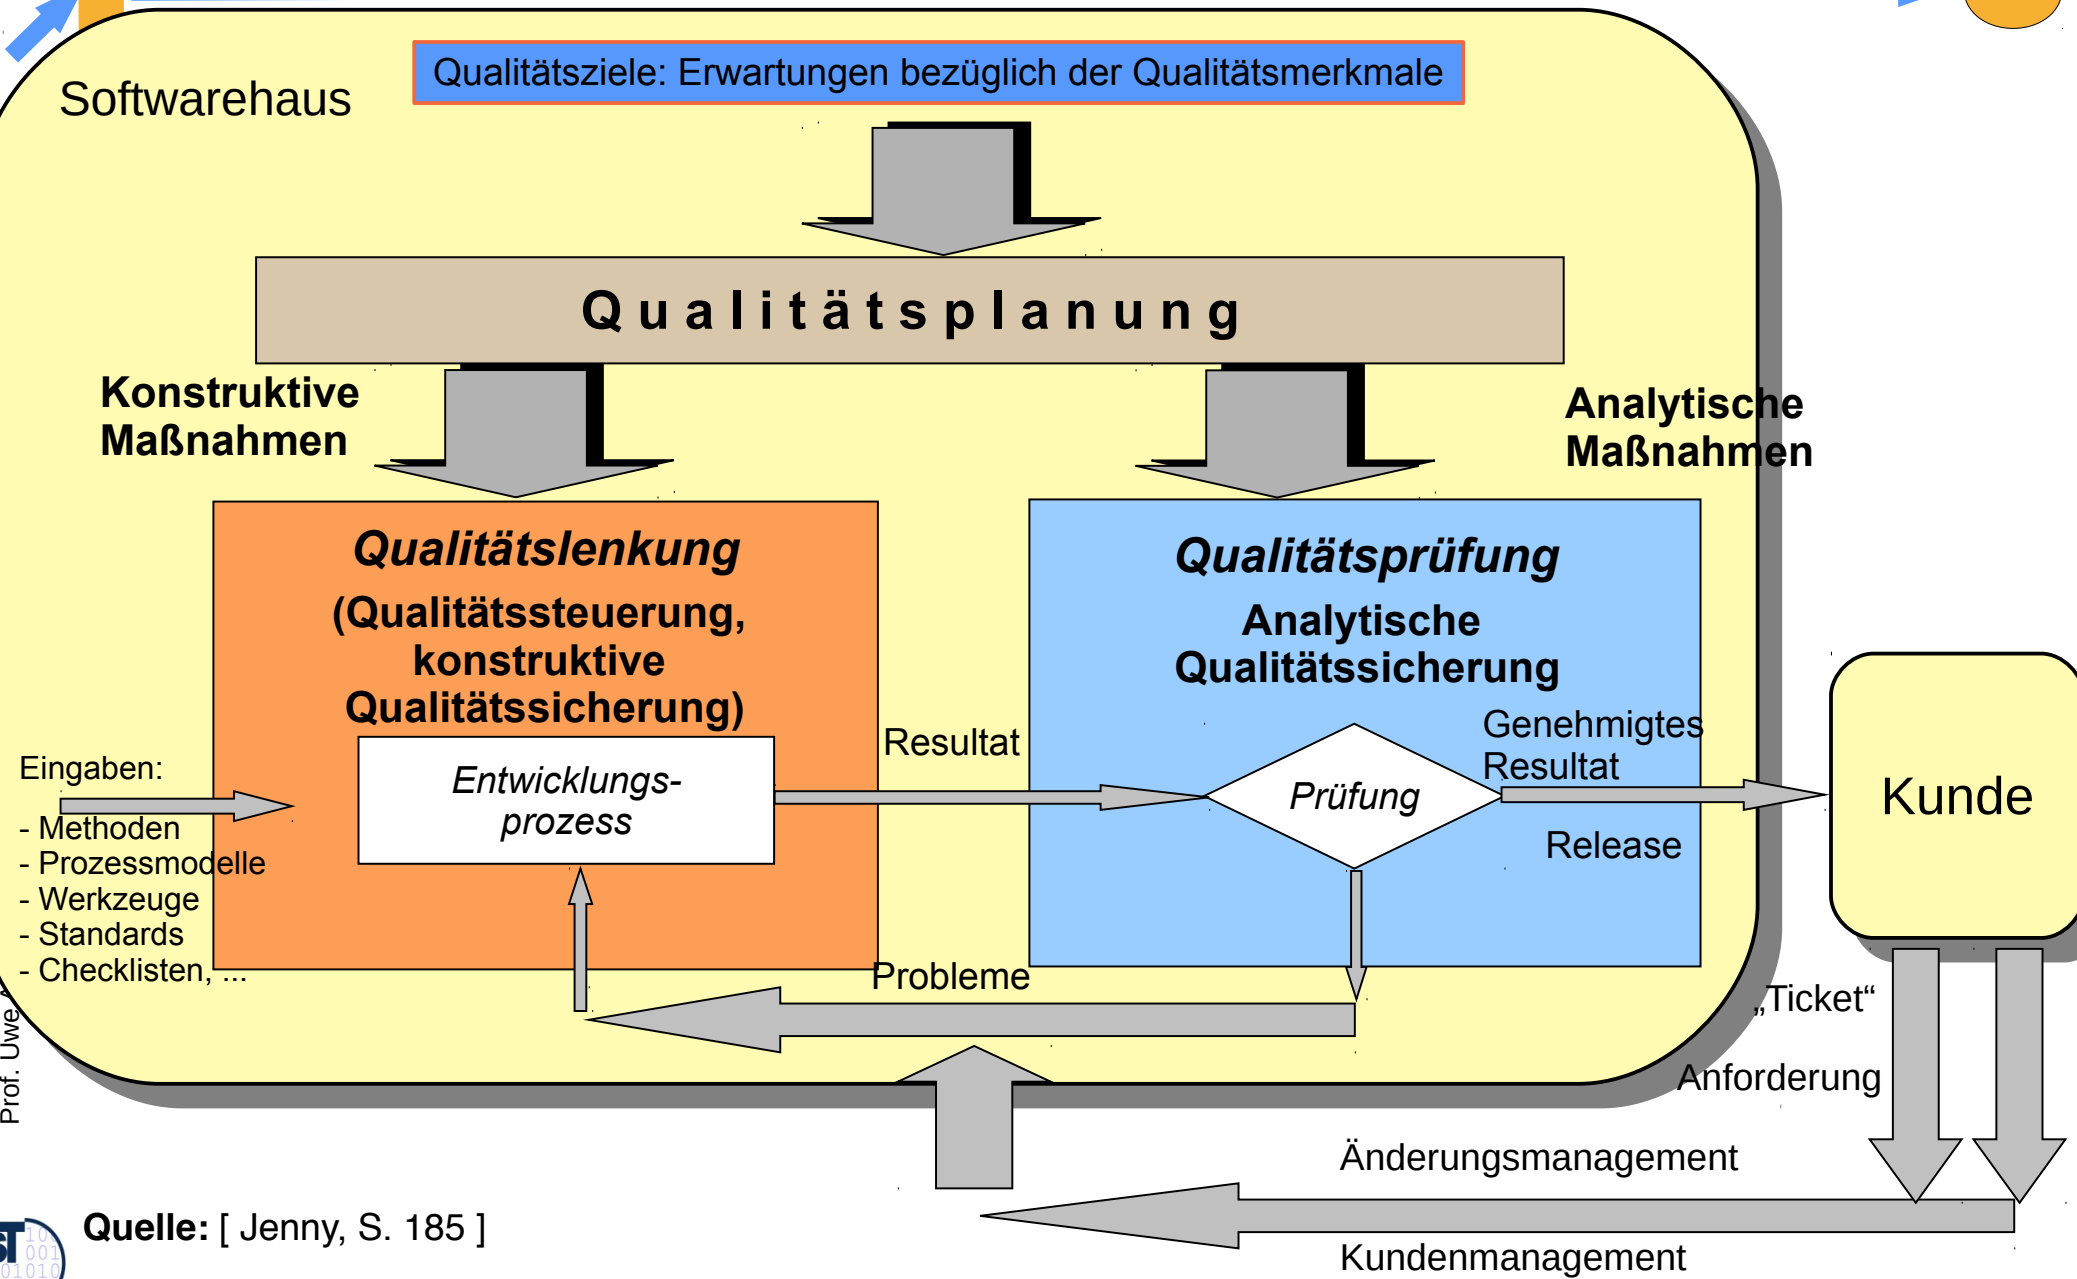 Softwarehaus
Qualitätsziele: Erwartungen bezüglich der Qualitätsmerkmale
Qualitätsplanung
Konstruktive
Maßnahmen
Analytische
Maßnahmen
Qualitätslenkung
(Qualitätssteuerung,
konstruktive
Qualitätssicherung)
Qualitätsprüfung
Analytische
Qualitätssicherung
Eingaben:
- Methoden
- Prozessmodelle
- Werkzeuge
- Standards
- Checklisten, ...
Entwicklungs-
prozess
Resultat
Prüfung
Genehmigtes
Resultat
Release
Kunde
Probleme
„Ticket“
Anforderung
Änderungsmanagement
Kundenmanagement
Prof. Uwe
Quelle: [ Jenny, S. 185 ]